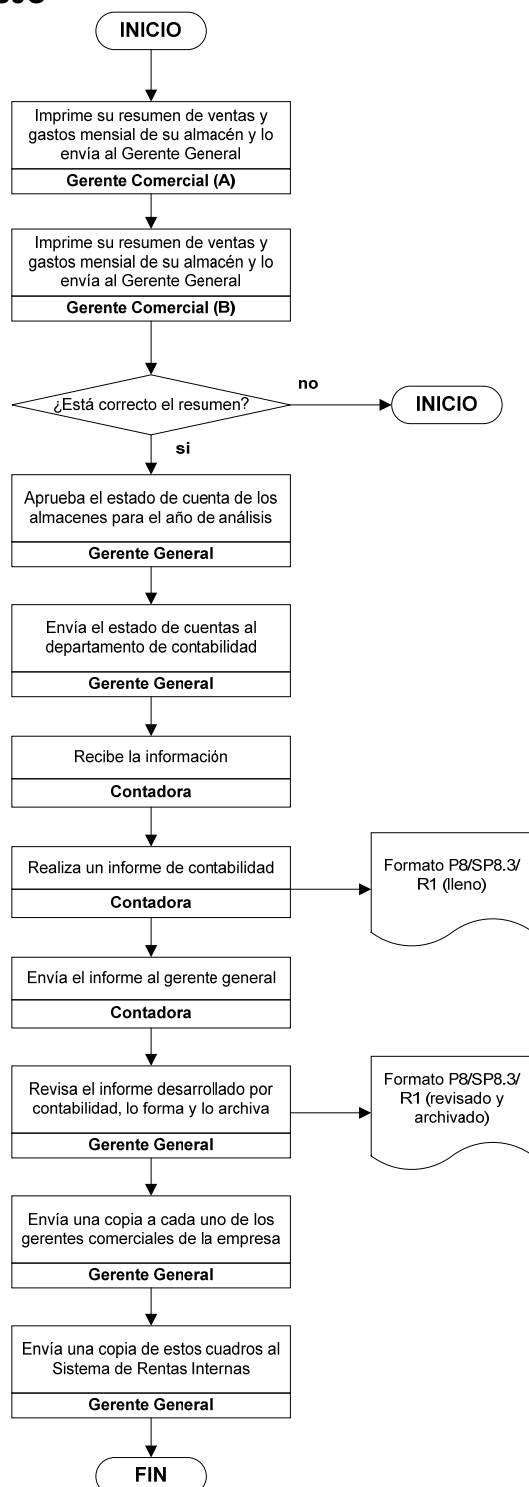 INICIO
Imprime su resumen de ventas y
gastos mensial de su almacén y lo
envía al Gerente General
Gerente Comercial (A)
Imprime su resumen de ventas y
gastos mensial de su almacén y lo
envía al Gerente General
Gerente Comercial (B)
¿Está correcto el resumen?
no
INICIO
si
Aprueba el estado de cuenta de los
almacenes para el año de análisis
Gerente General
Envía el estado de cuentas al
departamento de contabilidad
Gerente General
Recibe la información
Contadora
Realiza un informe de contabilidad
Contadora
Formato P8/SP8.3/
R1 (lleno)
Envía el informe al gerente general
Contadora
Revisa el informe desarrollado por
contabilidad, lo forma y lo archiva
Gerente General
Formato P8/SP8.3/
R1 (revisado y
archivado)
Envía una copia a cada uno de los
gerentes comerciales de la empresa
Gerente General
Envía una copia de estos cuadros al
Sistema de Rentas Internas
Gerente General
FIN